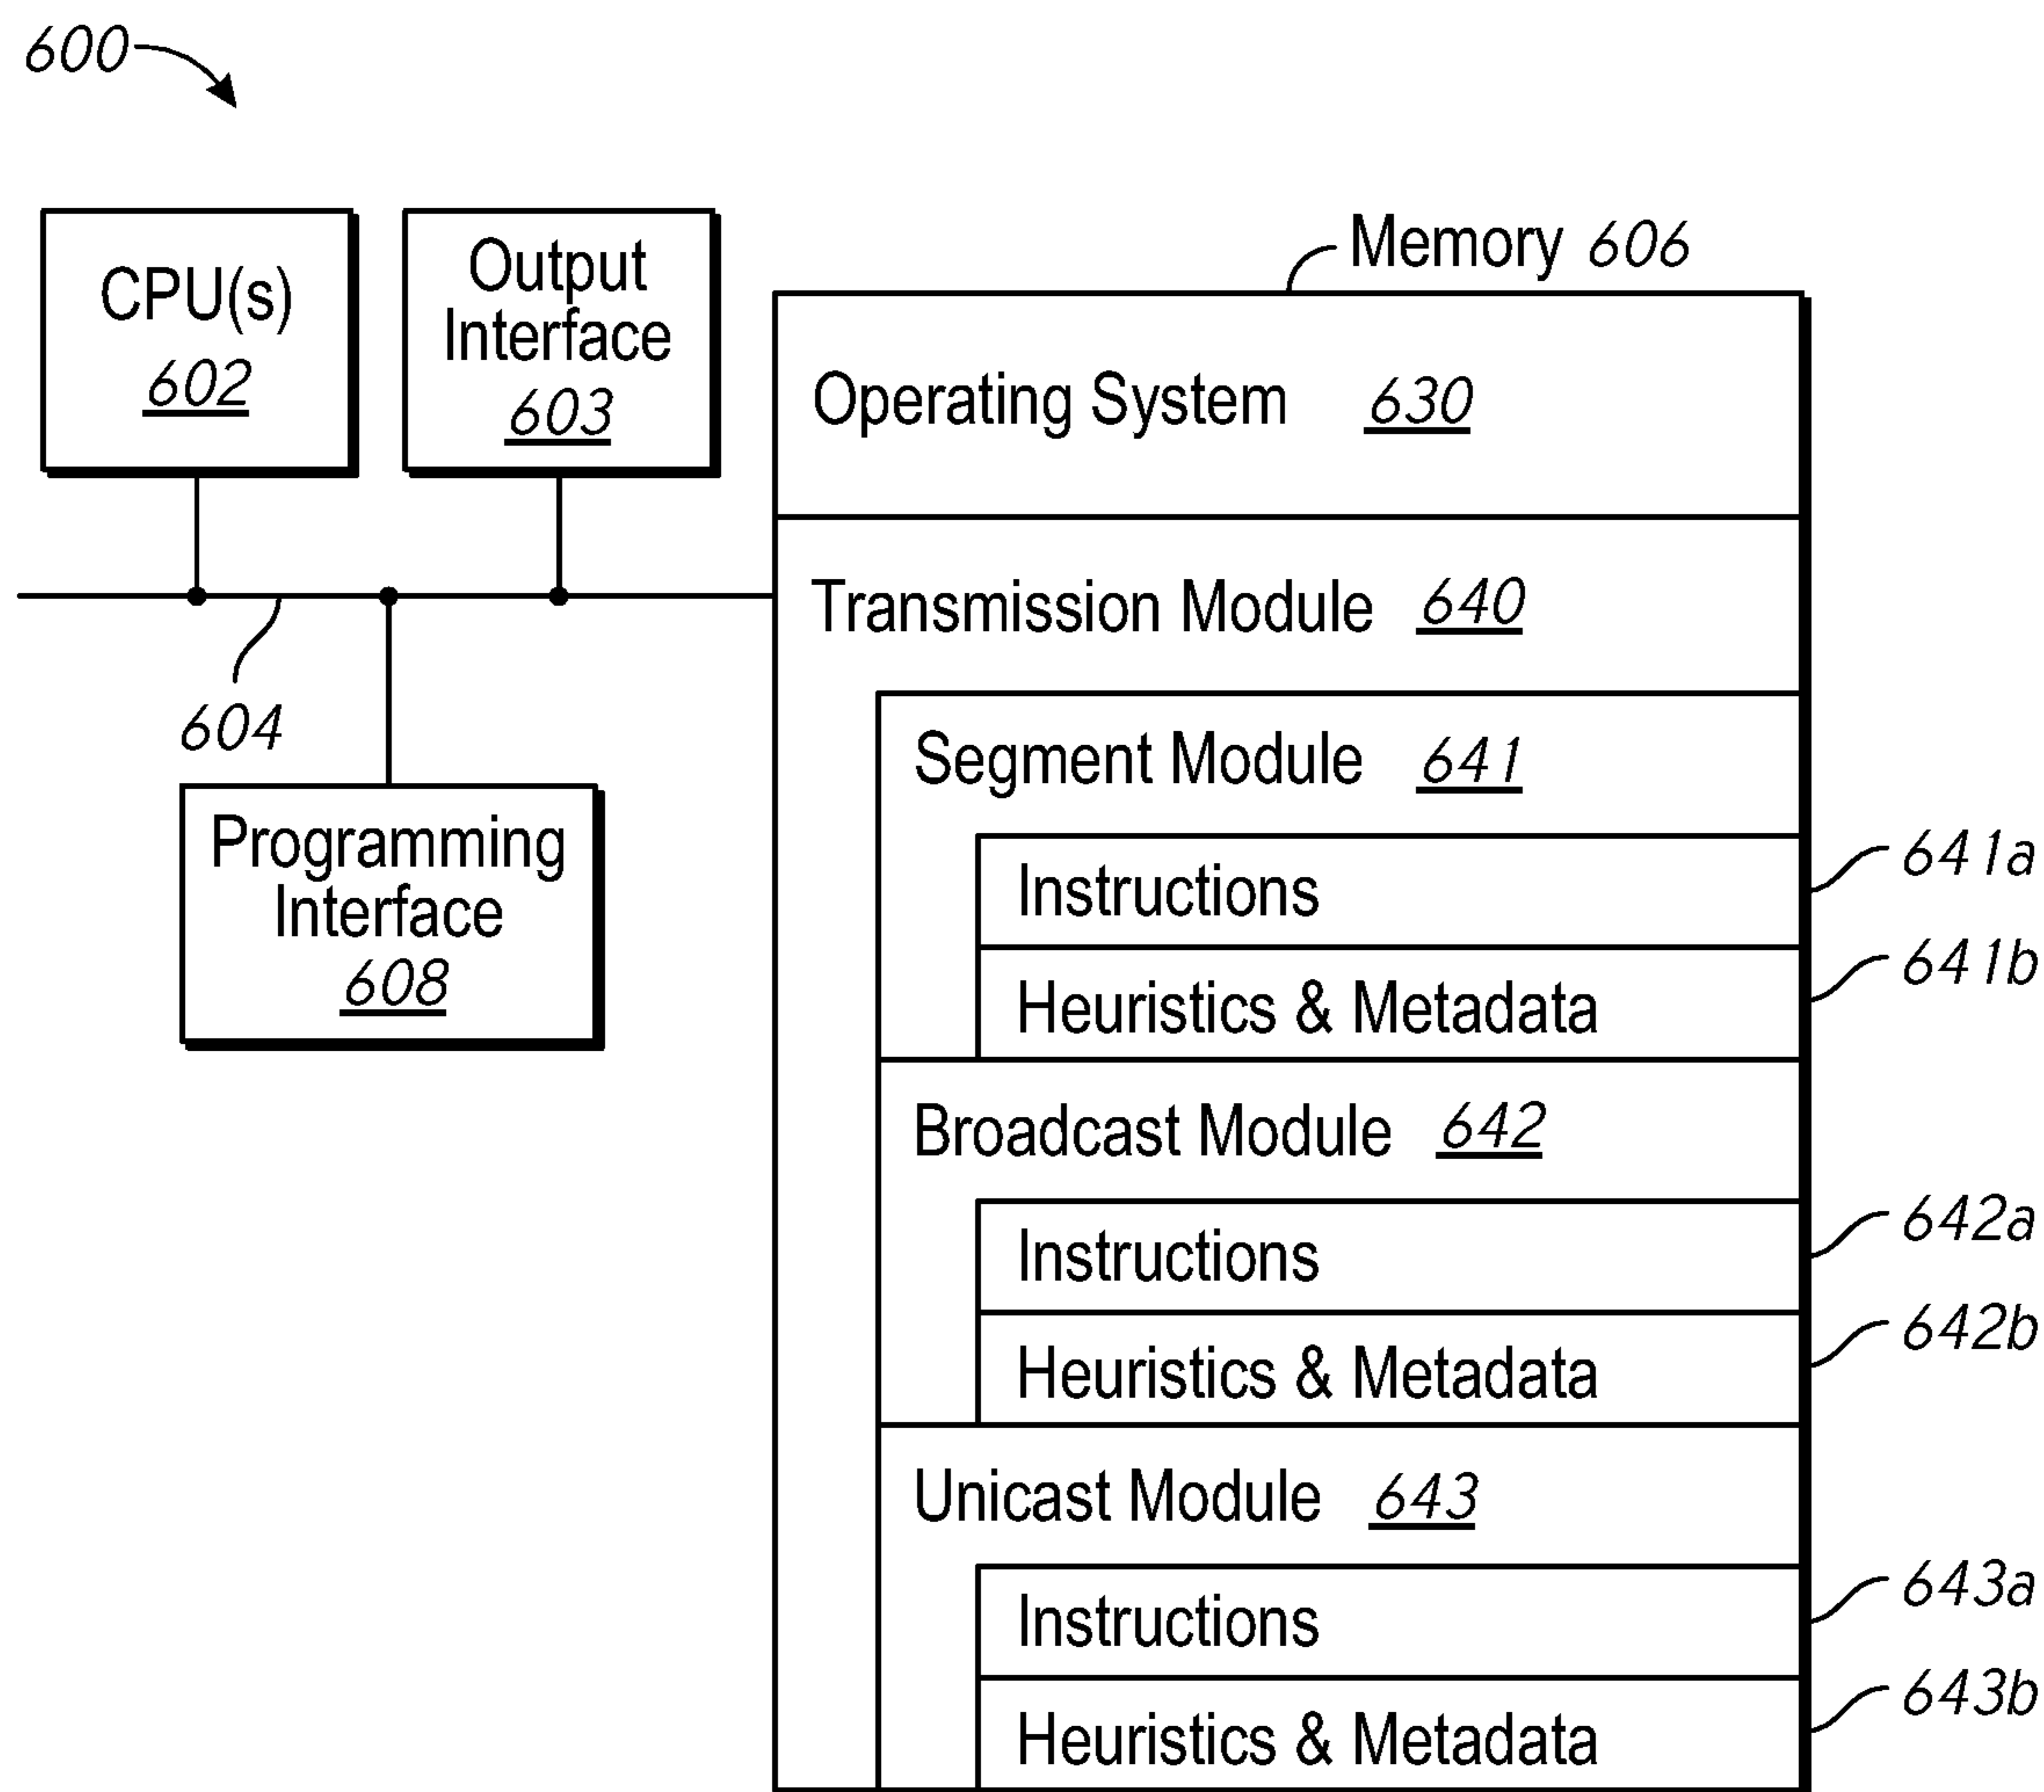 600
CPU(s)
602
Output
Interface
603
Memory 606
Operating System 630
Transmission Module 640
604
Segment Module 641
Programming
Interface
608
Instructions
641a
Heuristics & Metadata
641b
Broadcast Module 642
Instructions
642a
Heuristics & Metadata
642b
Unicast Module 643
Instructions
643a
Heuristics & Metadata
643b